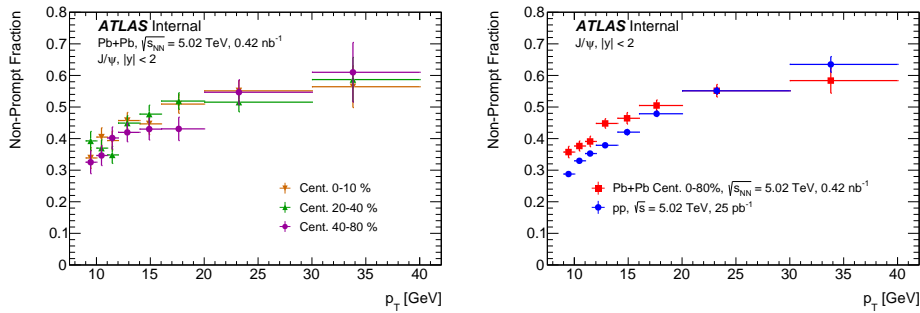 ATLAS Internal
Pb+Pb, √s_NN = 5.02 TeV, 0.42 nb⁻¹
J/ψ, |y| < 2
Non-Prompt Fraction
0.8
0.7
0.6
0.5
0.4
0.3
0.2
0.1
0
Cent. 0-10 %
Cent. 20-40 %
Cent. 40-80 %
10 15 20 25 30 35 40
p_T [GeV]
ATLAS Internal
J/ψ, |y| < 2
Non-Prompt Fraction
0.8
0.7
0.6
0.5
0.4
0.3
0.2
0.1
0
Pb+Pb Cent. 0-80%, √s_NN = 5.02 TeV, 0.42 nb⁻¹
pp, √s = 5.02 TeV, 25 pb⁻¹
10 15 20 25 30 35 40
p_T [GeV]